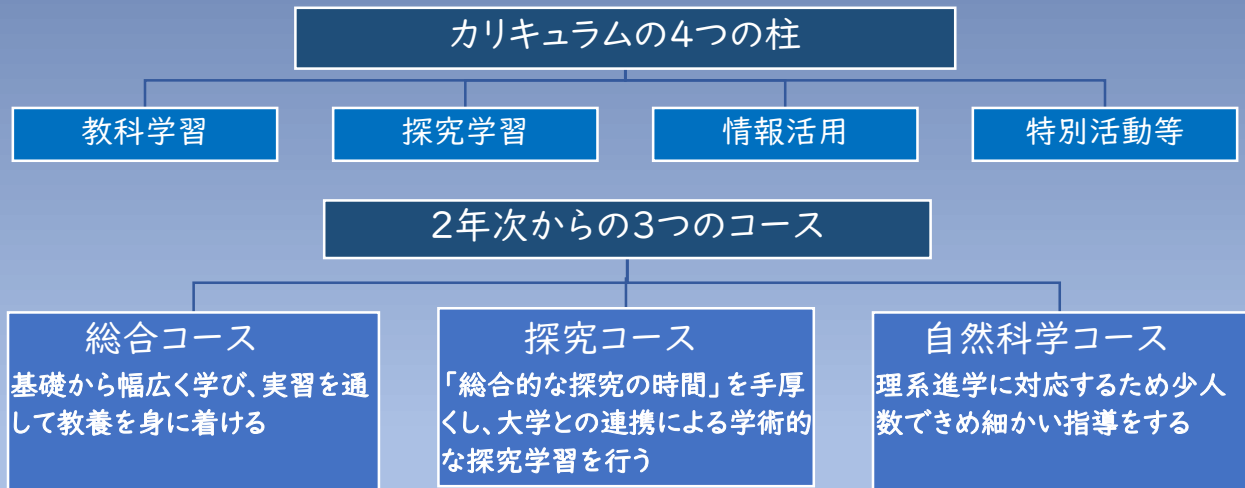 カリキュラムの4つの柱
教科学習
探究学習
情報活用
特別活動等
2年次からの3つのコース
総合コース
基礎から幅広く学び、実習を通
して教養を身に着ける
探究コース
「総合的な探究の時間」を手厚
くし、大学との連携による学術的
な探究学習を行う
自然科学コース
理系進学に対応するため少人
数できめ細かい指導をする